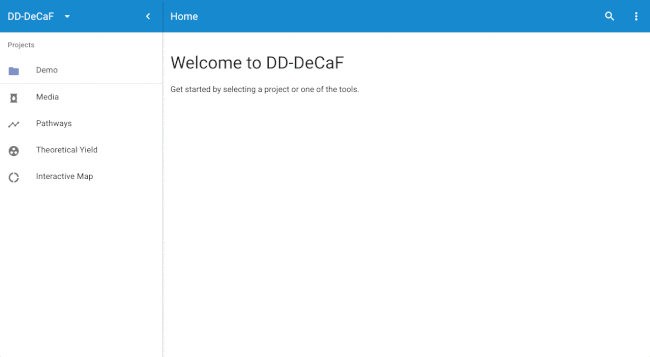 DD-DeCaF
Home
Projects
Demo
Media
Pathways
Theoretical Yield
Interactive Map
Welcome to DD-DeCaF
Get started by selecting a project or one of the tools.